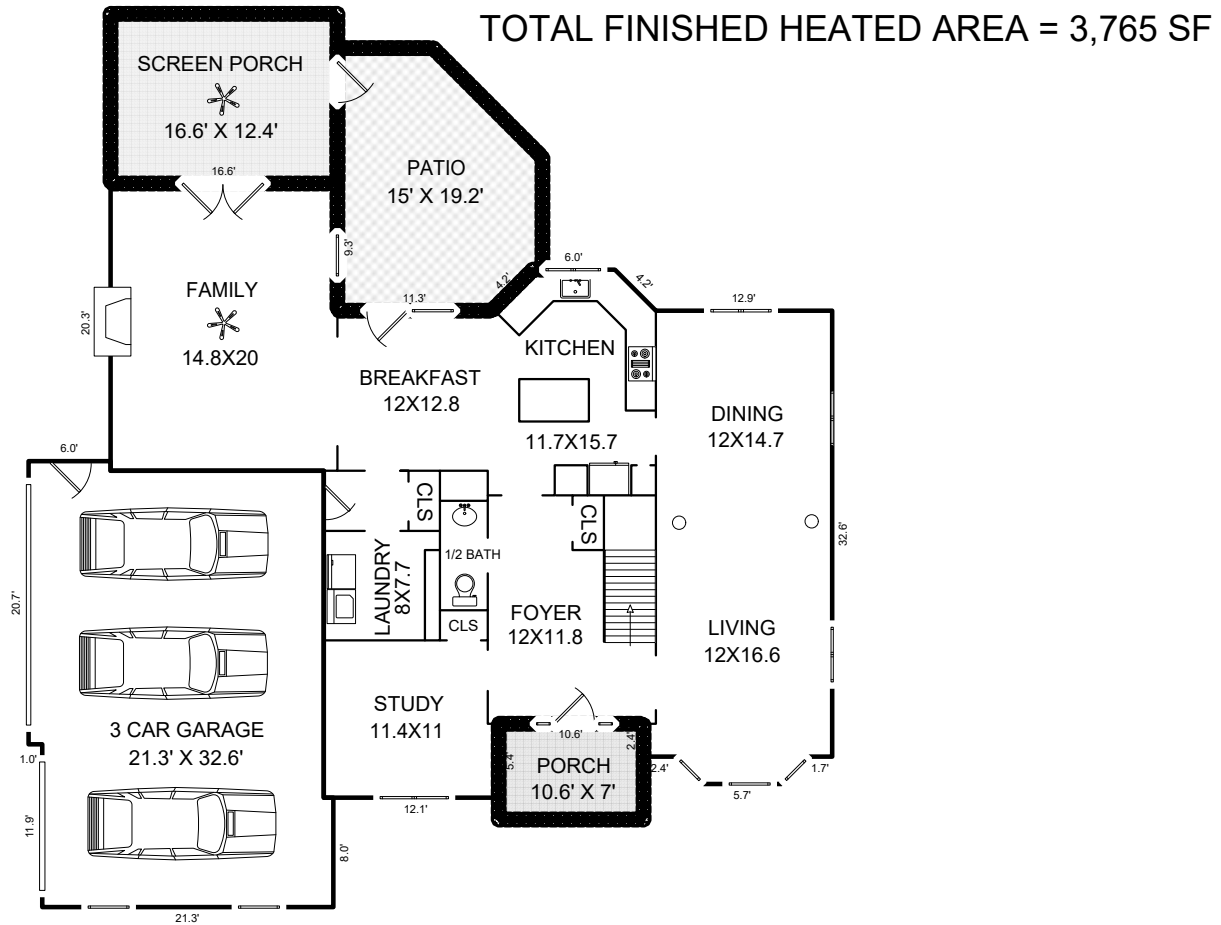 TOTAL FINISHED HEATED AREA = 3,765 SF
SCREEN PORCH
16.6' X 12.4'
16.6'
PATIO
15' X 19.2'
9.3'
4.2'
11.3'
6.0'
4.2'
12.9'
FAMILY
14.8X20
20.3'
KITCHEN
11.7X15.7
BREAKFAST
12X12.8
DINING
12X14.7
32.6'
6.0'
CLS
CLS
1/2 BATH
LAUNDRY
8X7.7
CLS
FOYER
12X11.8
LIVING
12X16.6
20.7'
STUDY
11.4X11
3 CAR GARAGE
21.3' X 32.6'
10.6'
2.4'
5.4'
PORCH
10.6' X 7'
2.4'
1.7'
5.7'
1.0'
12.1'
11.9'
8.0'
21.3'